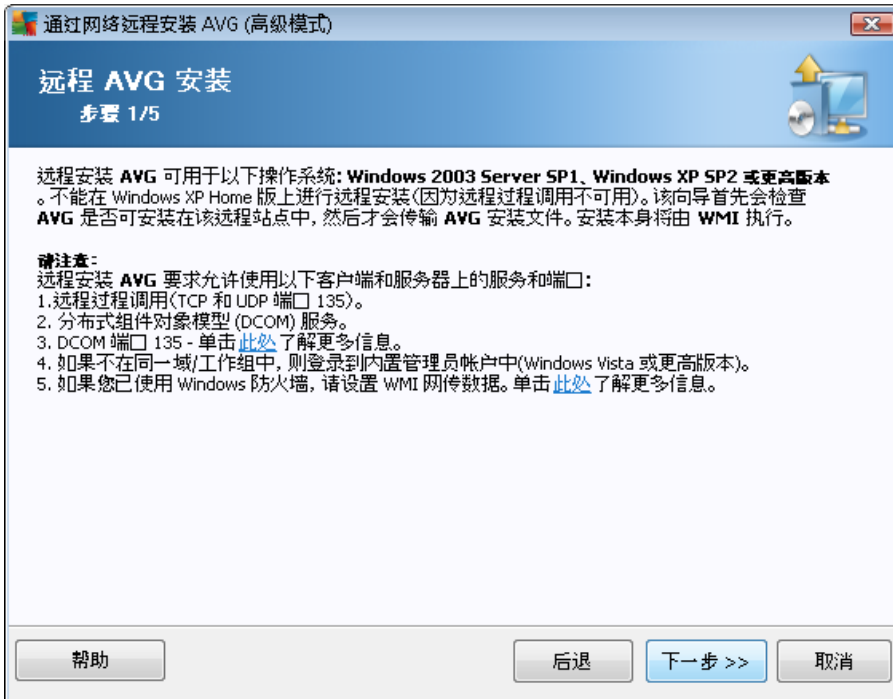 通过网络远程安装 AVG (高级模式)
远程 AVG 安装
步骤 1/5
远程安装 AVG 可用于以下操作系统: Windows 2003 Server SP1、Windows XP SP2 或更高版本
。不能在 Windows XP Home 版上进行远程安装(因为远程过程调用不可用)。该向导首先会检查
AVG 是否可安装在该远程站点中, 然后才会传输 AVG 安装文件。安装本身将由 WMI 执行。
请注意:
远程安装 AVG 要求允许使用以下客户端和服务器上的服务和端口:
1.远程过程调用(TCP 和 UDP 端口 135)。
2. 分布式组件对象模型 (DCOM) 服务。
3. DCOM 端口 135 - 单击此处了解更多信息。
4. 如果不在同一域/工作组中, 则登录到内置管理员帐户中(Windows Vista 或更高版本)。
5. 如果您已使用 Windows 防火墙, 请设置 WMI 网传数据。单击此处了解更多信息。
帮助 后退 下一步 >> 取消